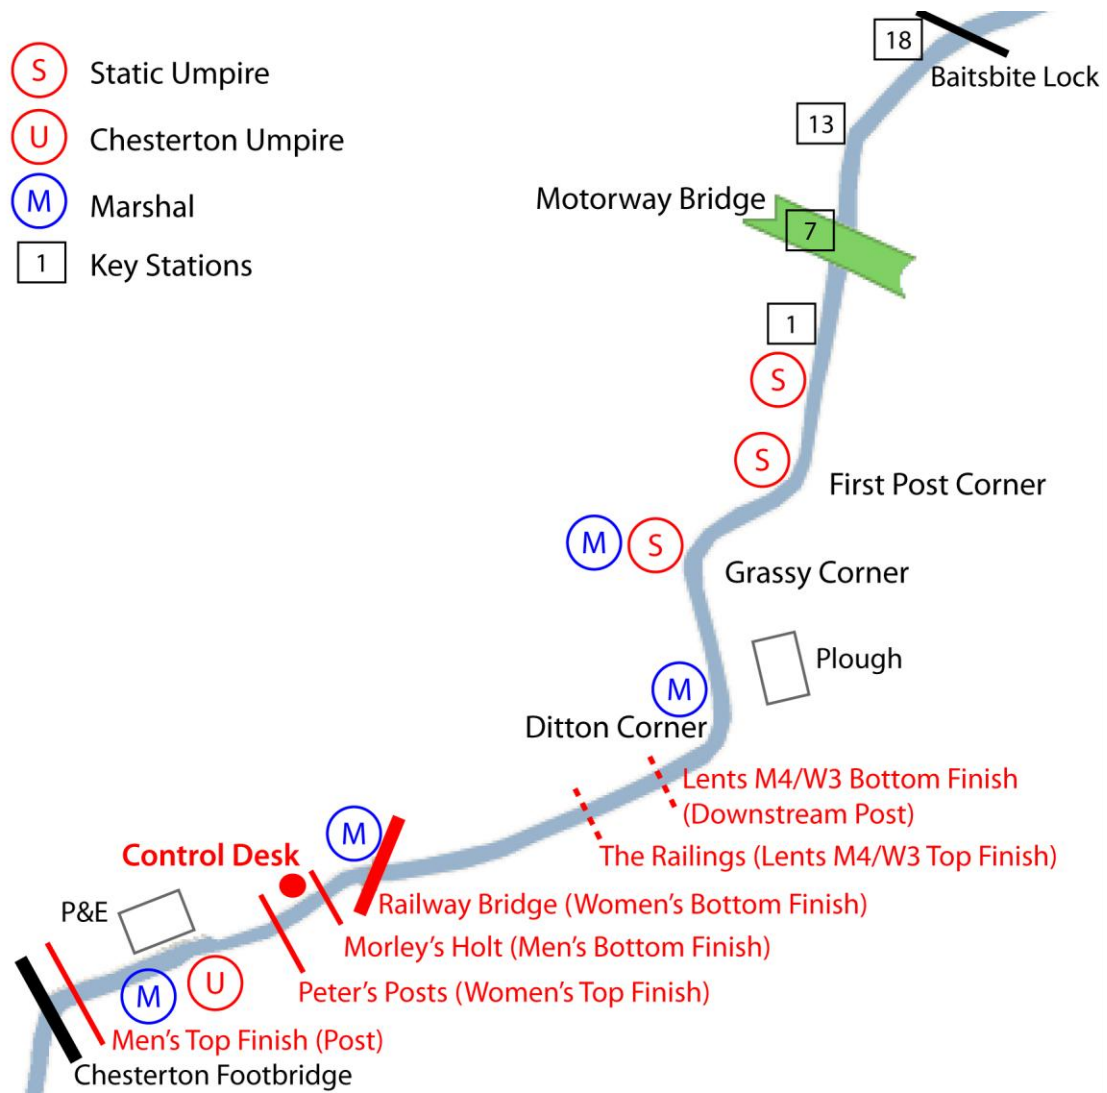 S Static Umpire
U Chesterton Umpire
M Marshal
1 Key Stations
18
Baitsbite Lock
13
Motorway Bridge
7
1
S
S
First Post Corner
M S
Grassy Corner
Plough
M
Ditton Corner
Lents M4/W3 Bottom Finish
(Downstream Post)
The Railings (Lents M4/W3 Top Finish)
M
Control Desk
Railway Bridge (Women's Bottom Finish)
P&E
Morley's Holt (Men's Bottom Finish)
M U
Peter's Posts (Women's Top Finish)
Men's Top Finish (Post)
Chesterton Footbridge